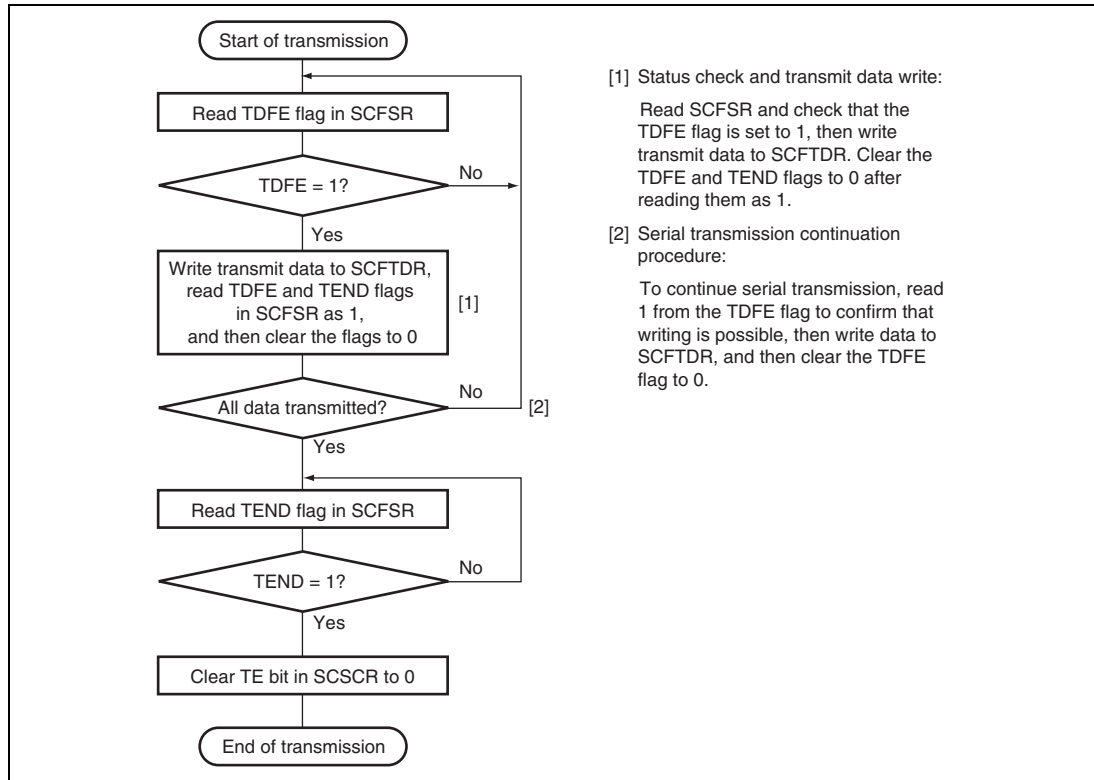 Start of transmission
Read TDFE flag in SCFSR
TDFE = 1?
No
Yes
Write transmit data to SCFTDR,
read TDFE and TEND flags
in SCFSR as 1,
and then clear the flags to 0
[1]
All data transmitted?
No
[2]
Yes
Read TEND flag in SCFSR
TEND = 1?
No
Yes
Clear TE bit in SCSCR to 0
End of transmission
[1] Status check and transmit data write:
Read SCFSR and check that the
TDFE flag is set to 1, then write
transmit data to SCFTDR. Clear the
TDFE and TEND flags to 0 after
reading them as 1.
[2] Serial transmission continuation
procedure:
To continue serial transmission, read
1 from the TDFE flag to confirm that
writing is possible, then write data to
SCFTDR, and then clear the TDFE
flag to 0.